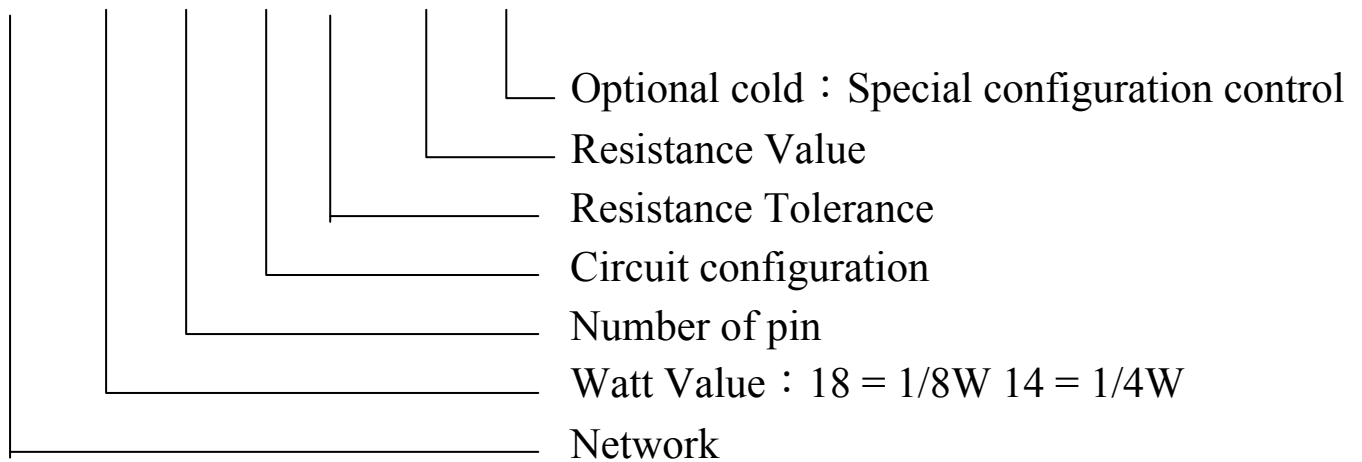 Optional cold：Special configuration control
Resistance Value
Resistance Tolerance
Circuit configuration
Number of pin
Watt Value：18 = 1/8W 14 = 1/4W
Network